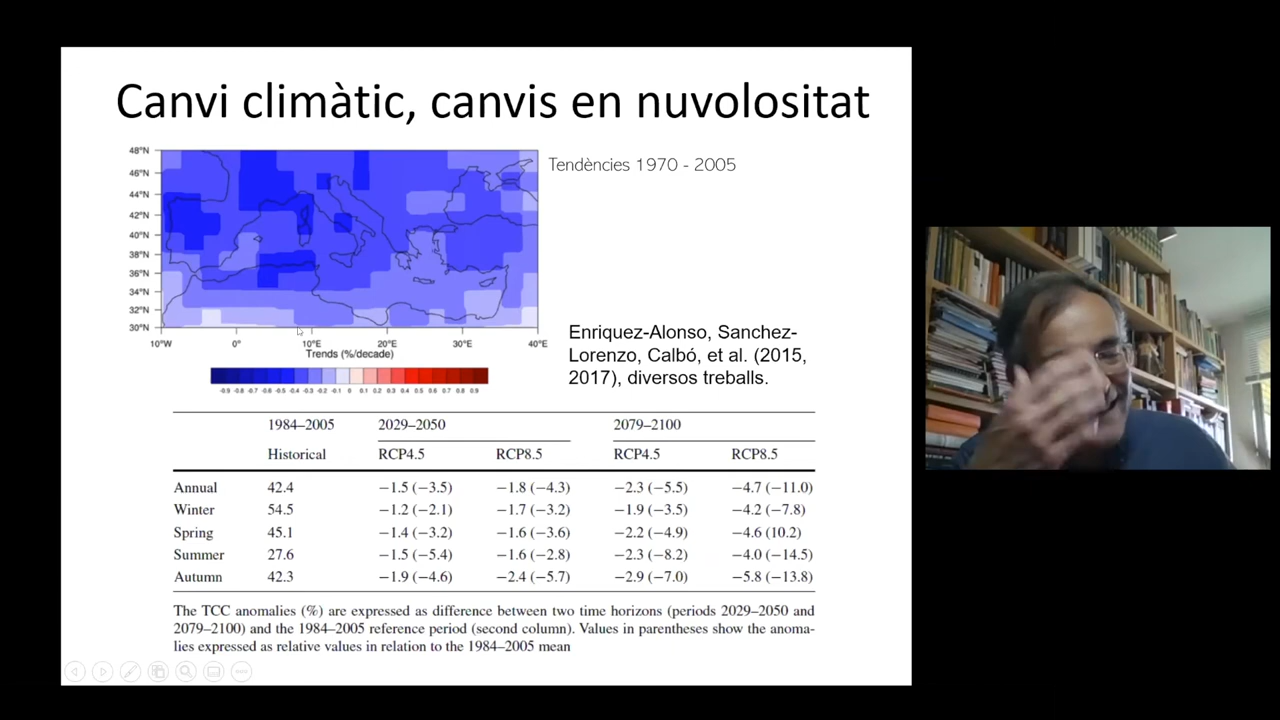 Canvi climàtic, canvis en nuvolositat
Tendències 1970 - 2005
48°N
46°N
44°N
42°N
40°N
38°N
36°N
34°N
32°N
30°N
10°W 0° 10°E 20°E 30°E 40°E
Trends (%/decade)
-0.9 -0.8 -0.7 -0.6 -0.5 -0.4 -0.3 -0.2 -0.1 0 0.1 0.2 0.3 0.4 0.5 0.6 0.7 0.8 0.9
Enriquez-Alonso, Sanchez-
Lorenzo, Calbó, et al. (2015,
2017), diversos treballs.
1984–2005 2029–2050 2079–2100
Historical RCP4.5 RCP8.5 RCP4.5 RCP8.5
Annual 42.4 −1.5 (−3.5) −1.8 (−4.3) −2.3 (−5.5) −4.7 (−11.0)
Winter 54.5 −1.2 (−2.1) −1.7 (−3.2) −1.9 (−3.5) −4.2 (−7.8)
Spring 45.1 −1.4 (−3.2) −1.6 (−3.6) −2.2 (−4.9) −4.6 (10.2)
Summer 27.6 −1.5 (−5.4) −1.6 (−2.8) −2.3 (−8.2) −4.0 (−14.5)
Autumn 42.3 −1.9 (−4.6) −2.4 (−5.7) −2.9 (−7.0) −5.8 (−13.8)
The TCC anomalies (%) are expressed as difference between two time horizons (periods 2029–2050 and
2079–2100) and the 1984–2005 reference period (second column). Values in parentheses show the anoma-
lies expressed as relative values in relation to the 1984–2005 mean